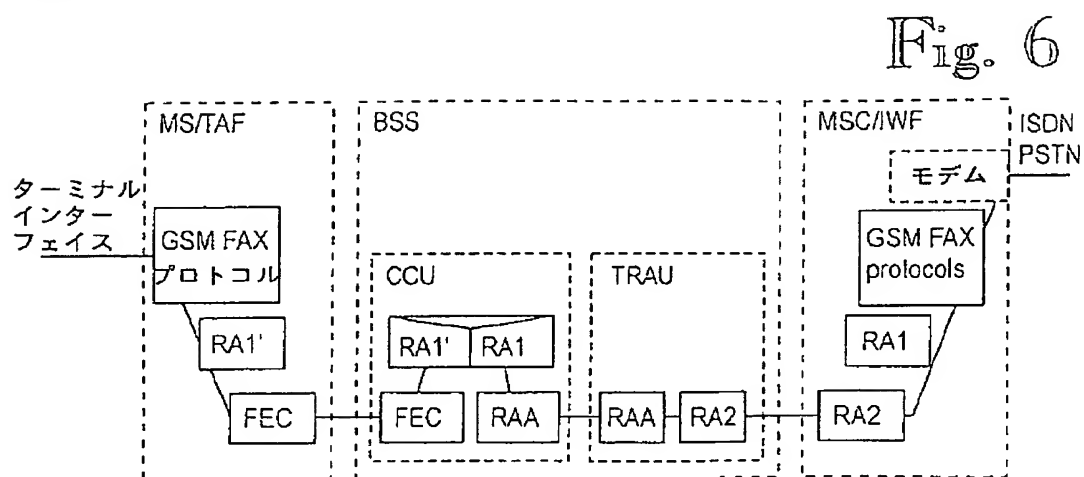 Fig. 6
MS/TAF
BSS
MSC/IWF
ISDN
PSTN
モデム
ターミナル
インター
フェイス
GSM FAX
プロトコル
GSM FAX
protocols
CCU
TRAU
RA1'
RA1'
RA1
RA1
FEC
FEC
RAA
RAA
RA2
RA2